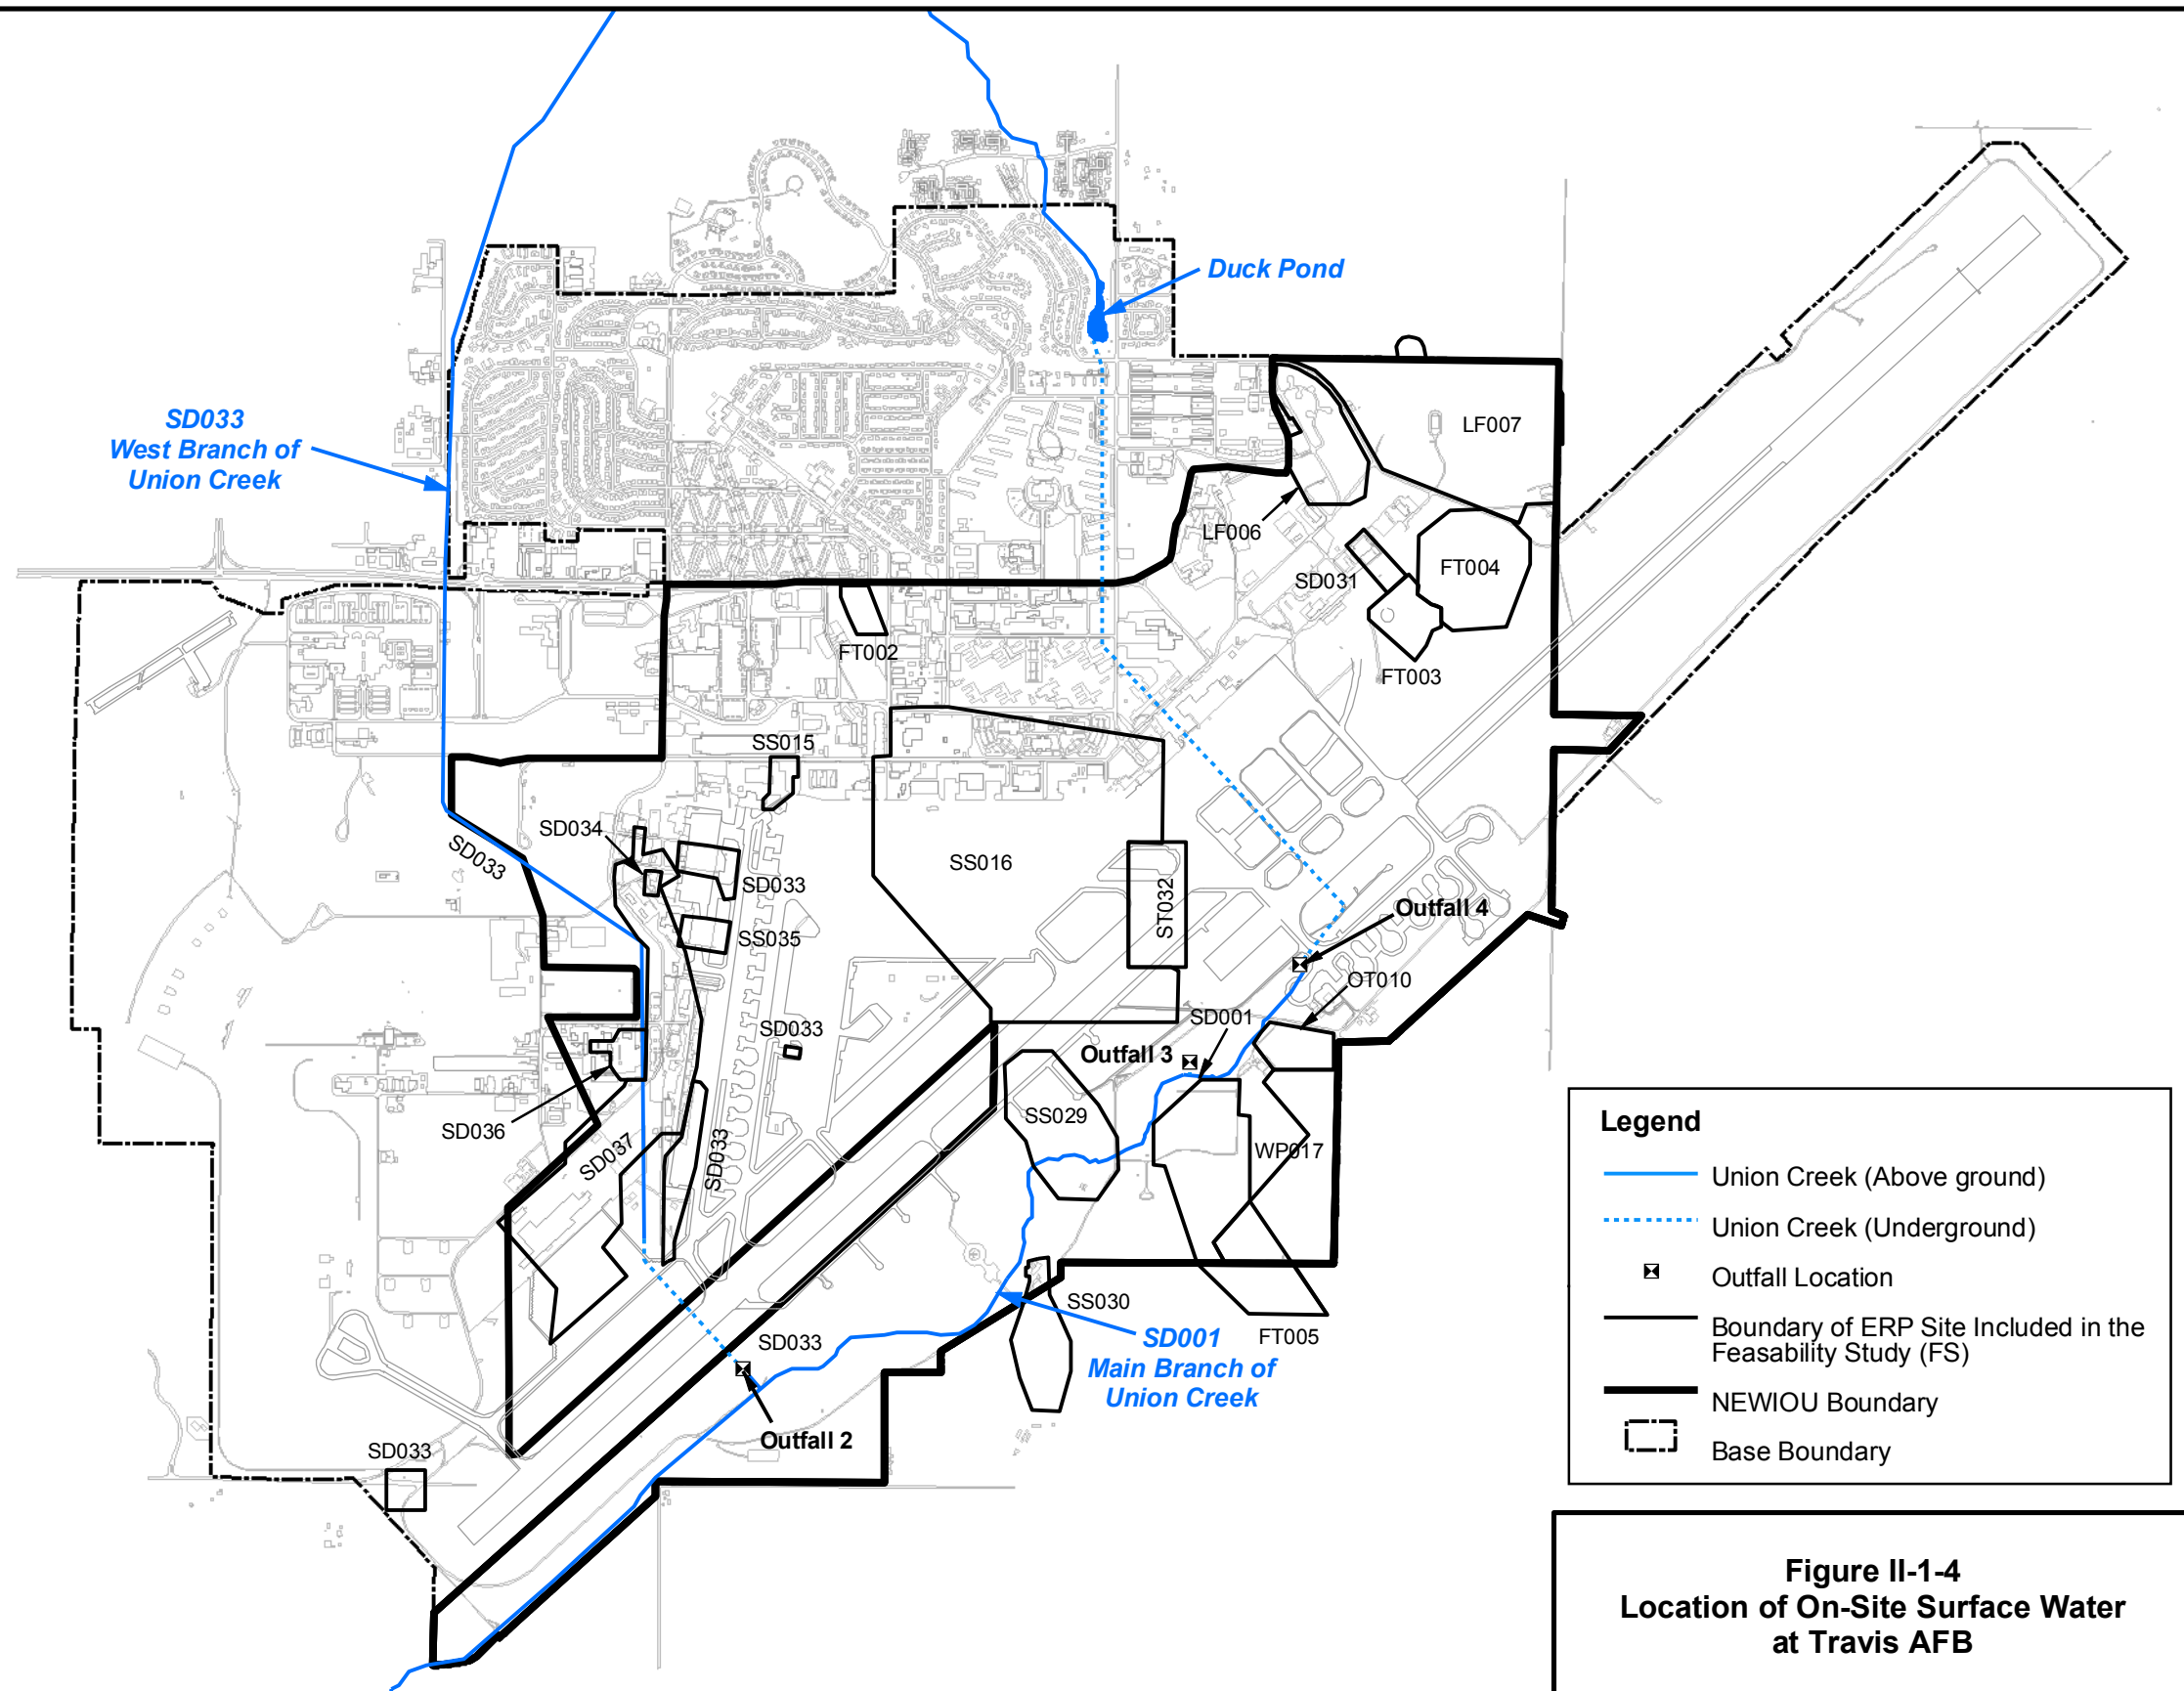 Duck Pond
SD033
West Branch of
Union Creek
LF007
LF006
FT004
SD031
FT002
FT003
SS015
SD034
SD033
SS016
SD033
ST032
Outfall 4
SS035
OT010
SD001
SD033
Outfall 3
SS029
SD036
SD037
SD033
WP017
SS030
FT005
SD033
SD001
Main Branch of
Union Creek
Outfall 2
SD033
Legend
Union Creek (Above ground)
Union Creek (Underground)
Outfall Location
Boundary of ERP Site Included in the
Feasability Study (FS)
NEWIOU Boundary
Base Boundary
Figure II-1-4
Location of On-Site Surface Water
at Travis AFB